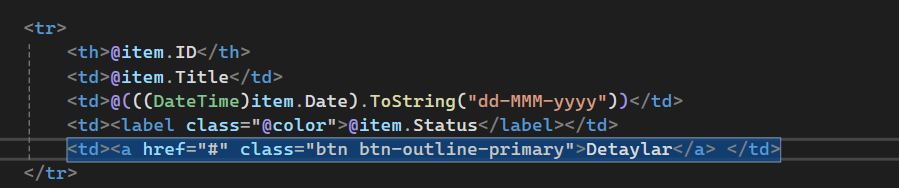 <tr>
<th>@item.ID</th>
<td>@item.Title</td>
<td>@(((DateTime)item.Date).ToString("dd-MMM-yyyy"))</td>
<td><label class="@color">@item.Status</label></td>
<td><a href="#" class="btn btn-outline-primary">Detaylar</a> </td>
</tr>